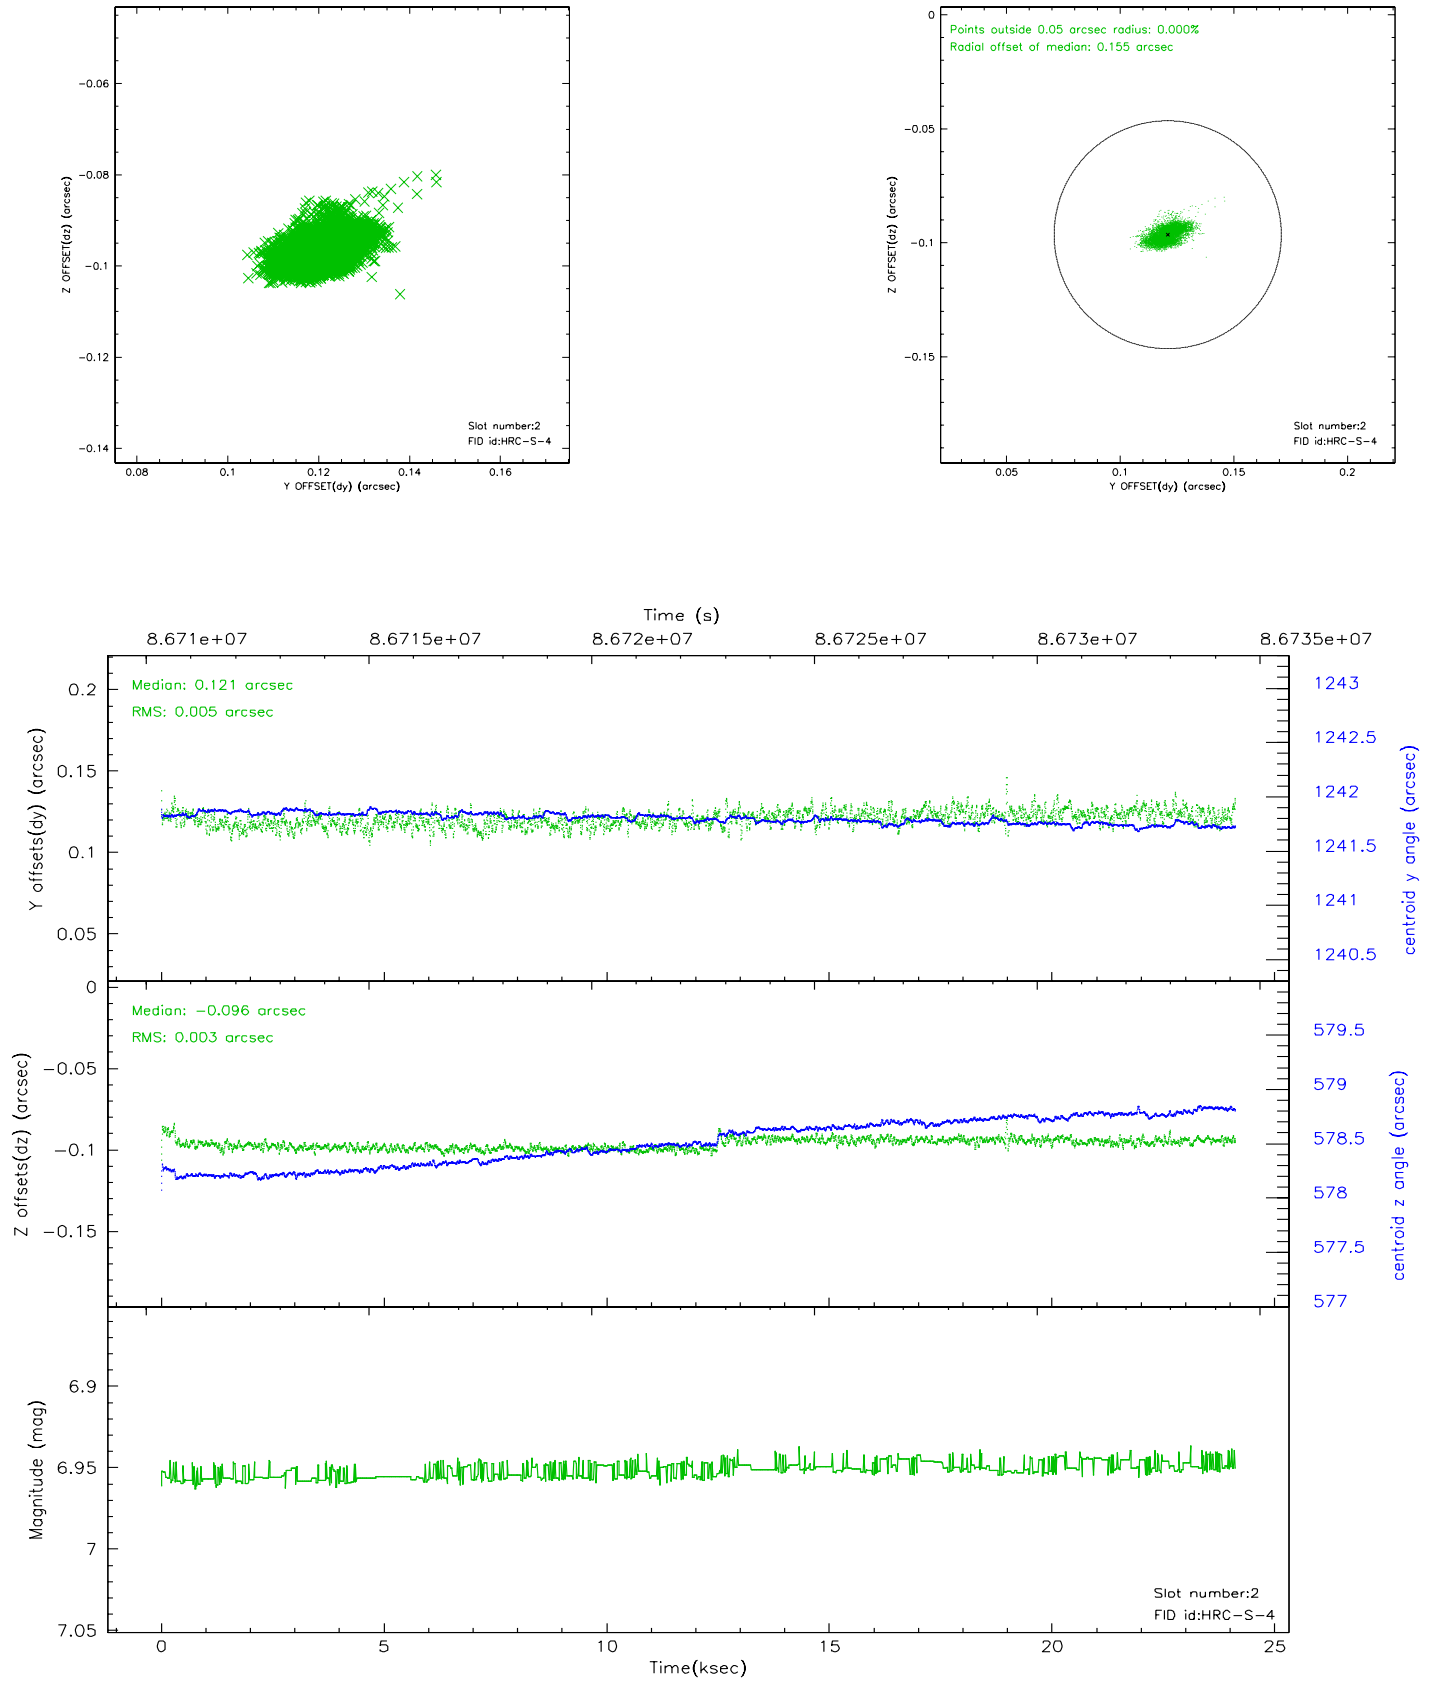 -0.06
-0.08
-0.1
-0.12
-0.14
Z OFFSET(dz) (arcsec)
Slot number:2
FID id:HRC-S-4
0.08 0.1 0.12 0.14 0.16
Y OFFSET(dy) (arcsec)
Points outside 0.05 arcsec radius: 0.000%
Radial offset of median: 0.155 arcsec
0
-0.05
-0.1
-0.15
Z OFFSET(dz) (arcsec)
Slot number:2
FID id:HRC-S-4
0.05 0.1 0.15 0.2
Y OFFSET(dy) (arcsec)
Time (s)
8.671e+07 8.6715e+07 8.672e+07 8.6725e+07 8.673e+07 8.6735e+07
Median: 0.121 arcsec
RMS: 0.005 arcsec
0.2
0.15
0.1
0.05
Y offsets(dy) (arcsec)
1243
1242.5
1242
1241.5
1241
1240.5
centroid y angle (arcsec)
Median: -0.096 arcsec
RMS: 0.003 arcsec
0
-0.05
-0.1
-0.15
Z offsets(dz) (arcsec)
579.5
579
578.5
578
577.5
577
centroid z angle (arcsec)
6.9
6.95
7
7.05
Magnitude (mag)
Slot number:2
FID id:HRC-S-4
0 5 10 15 20 25
Time(ksec)